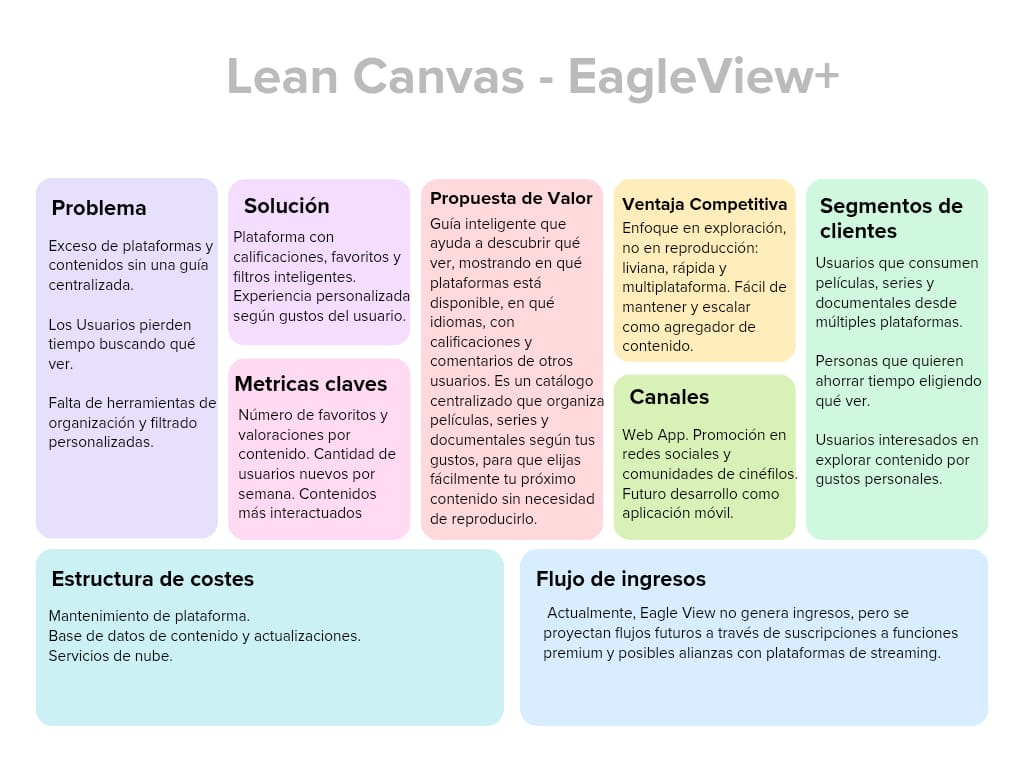 Lean Canvas - EagleView+
Problema
Exceso de plataformas y
contenidos sin una guía
centralizada.
Los Usuarios pierden
tiempo buscando qué
ver.
Falta de herramientas de
organización y filtrado
personalizadas.
Solución
Plataforma con
calificaciones, favoritos y
filtros inteligentes.
Experiencia personalizada
según gustos del usuario.
Metricas claves
Número de favoritos y
valoraciones por
contenido. Cantidad de
usuarios nuevos por
semana. Contenidos
más interactuados
Propuesta de Valor
Guía inteligente que
ayuda a descubrir qué
ver, mostrando en qué
plataformas está
disponible, en qué
idiomas, con
calificaciones y
comentarios de otros
usuarios. Es un catálogo
centralizado que organiza
películas, series y
documentales según tus
gustos, para que elijas
fácilmente tu próximo
contenido sin necesidad
de reproducirlo.
Ventaja Competitiva
Enfoque en exploración,
no en reproducción:
liviana, rápida y
multiplataforma. Fácil de
mantener y escalar
como agregador de
contenido.
Canales
Web App. Promoción en
redes sociales y
comunidades de cinéfilos.
Futuro desarrollo como
aplicación móvil.
Segmentos de
clientes
Usuarios que consumen
películas, series y
documentales desde
múltiples plataformas.
Personas que quieren
ahorrar tiempo eligiendo
qué ver.
Usuarios interesados en
explorar contenido por
gustos personales.
Estructura de costes
Mantenimiento de plataforma.
Base de datos de contenido y actualizaciones.
Servicios de nube.
Flujo de ingresos
Actualmente, Eagle View no genera ingresos, pero se
proyectan flujos futuros a través de suscripciones a funciones
premium y posibles alianzas con plataformas de streaming.